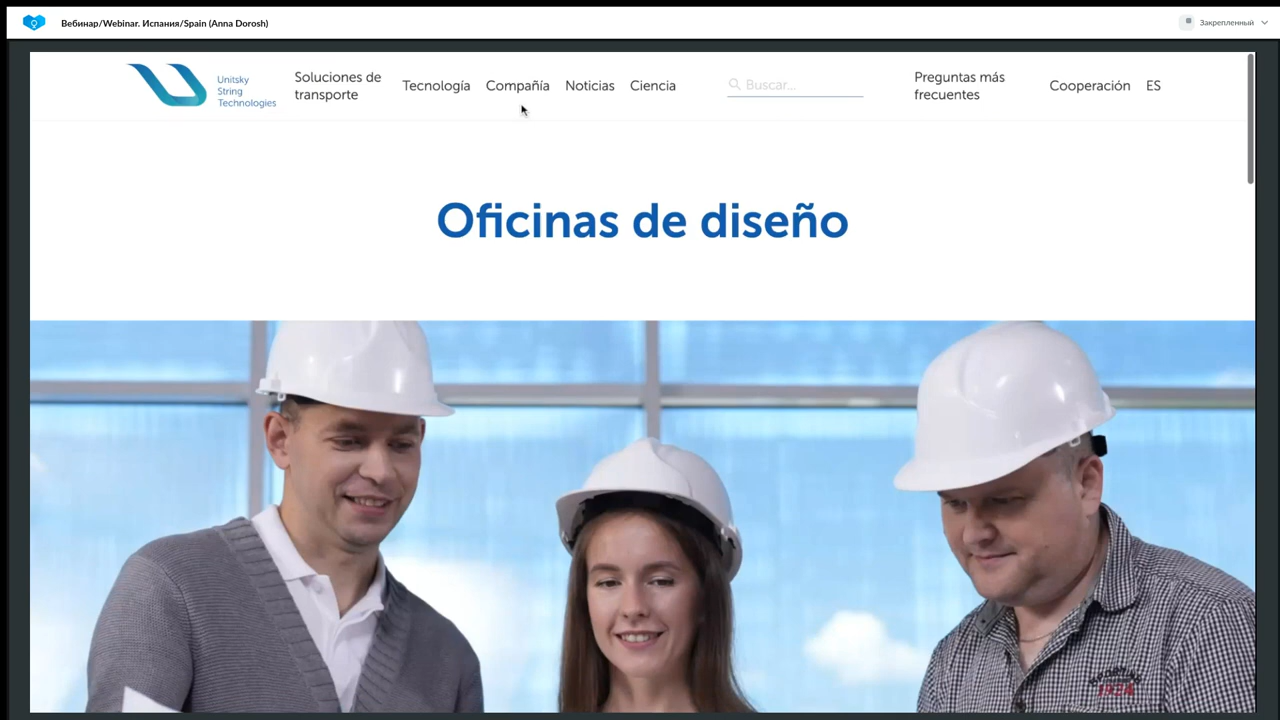 Вебинар/Webinar. Испания/Spain (Anna Dorosh)
Закрепленный
Unitsky
String
Technologies
Soluciones de
transporte
Tecnología
Compañía
Noticias
Ciencia
Buscar...
Preguntas más
frecuentes
Cooperación
ES
Oficinas de diseño
1934